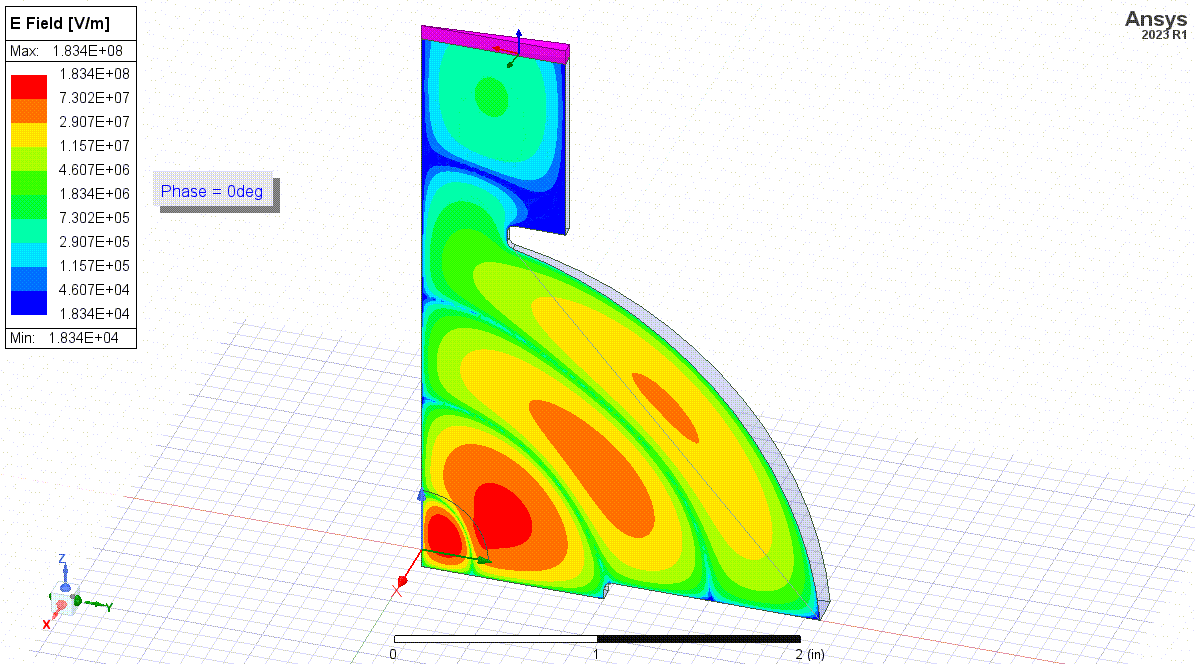 E Field [V/m]
Max: 1.834E+08
1.834E+08
7.302E+07
2.907E+07
1.157E+07
4.607E+06
1.834E+06
7.302E+05
2.907E+05
1.157E+05
4.607E+04
1.834E+04
Min: 1.834E+04
Phase = 0deg
Ansys
2023 R1
X
Z
Y
X
0
1
2 (in)